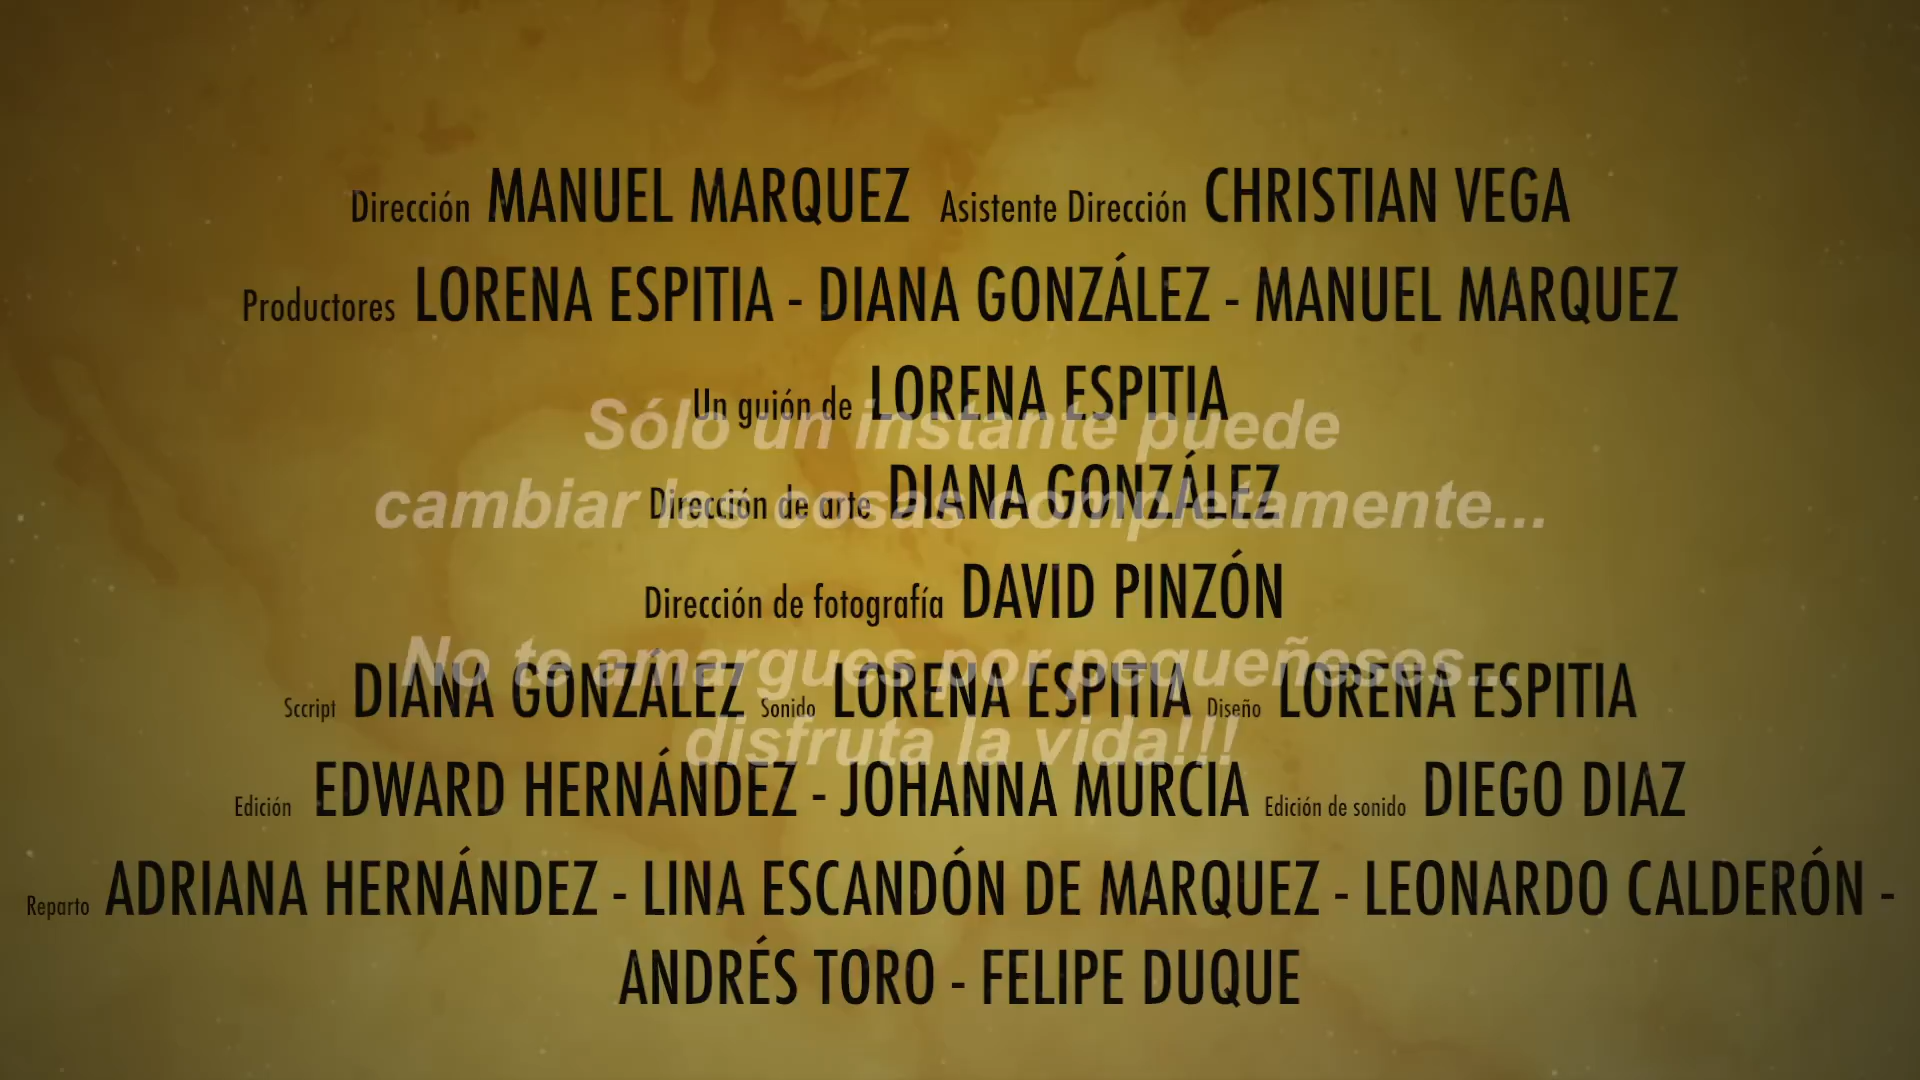 Dirección MANUEL MARQUEZ Asistente Dirección CHRISTIAN VEGA
Productores LORENA ESPITIA - DIANA GONZÁLEZ - MANUEL MARQUEZ
Un guión de LORENA ESPITIA
Sólo un instante puede
Dirección de arte DIANA GONZÁLEZ
cambiar las cosas completamente...
Dirección de fotografía DAVID PINZÓN
No te amargues por pequeñeses...
Sccript DIANA GONZÁLEZ Sonido LORENA ESPITIA Diseño LORENA ESPITIA
disfruta la vida!!!
Edición EDWARD HERNÁNDEZ - JOHANNA MURCIA Edición de sonido DIEGO DIAZ
Reparto ADRIANA HERNÁNDEZ - LINA ESCANDÓN DE MARQUEZ - LEONARDO CALDERÓN -
ANDRÉS TORO - FELIPE DUQUE